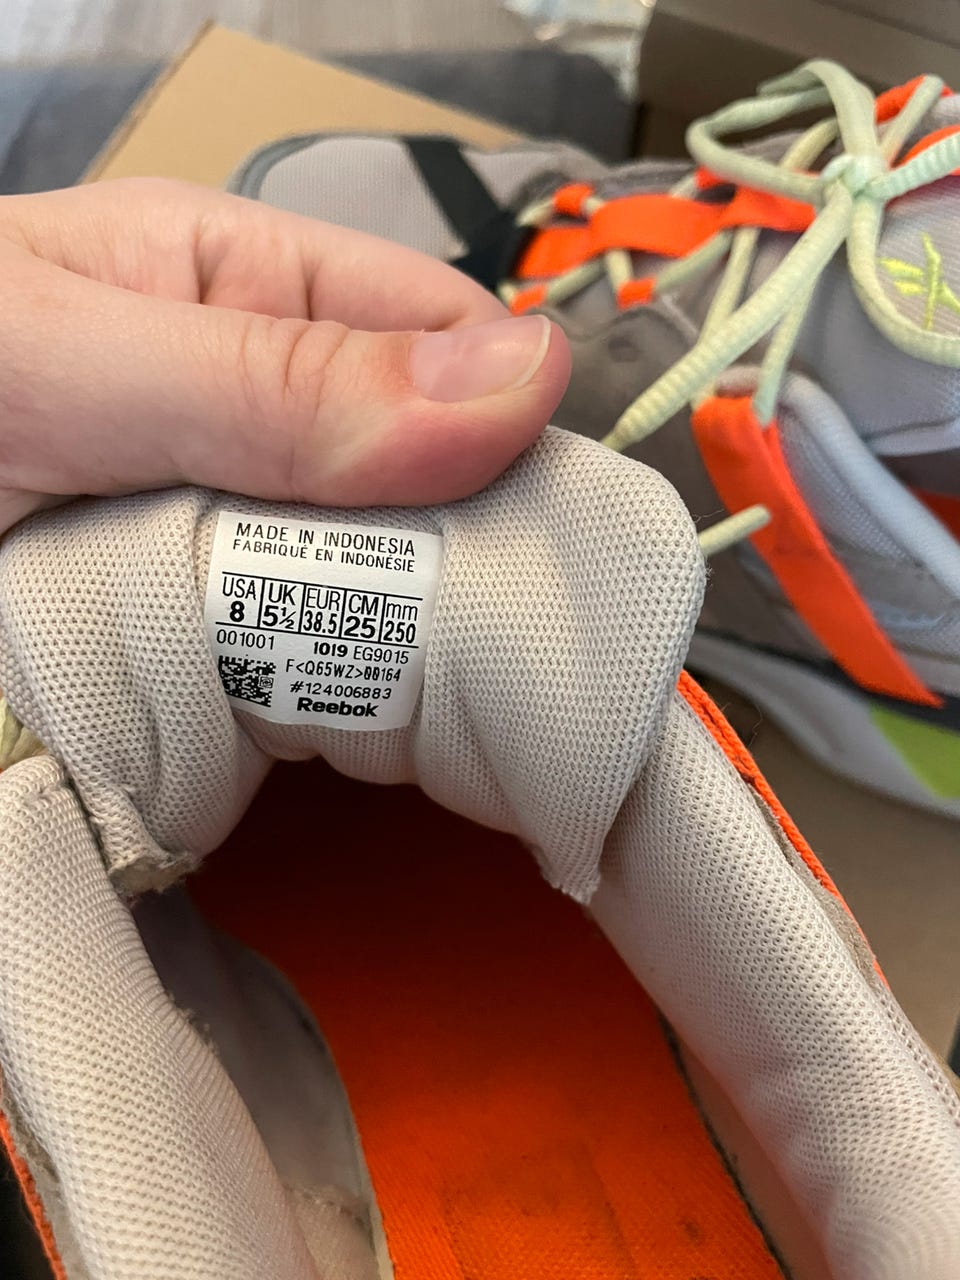 MADE IN INDONESIA
FABRIQUÉ EN INDONÉSIE
USA UK EUR CM mm
8 5½ 38.5 25 250
001001 1019 EG9015
F<Q65WZ>00164
#124006883
Reebok